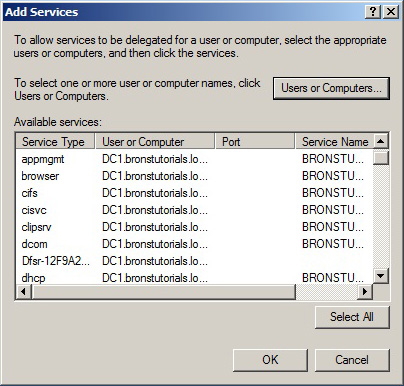 Add Services
To allow services to be delegated for a user or computer, select the appropriate
users or computers, and then click the services.
To select one or more user or computer names, click
Users or Computers.
Users or Computers...
Available services:
Service Type User or Computer Port Service Name
appmgmt DC1.bronstutorials.lo... BRONSTU...
browser DC1.bronstutorials.lo... BRONSTU...
cifs DC1.bronstutorials.lo... BRONSTU...
cisvc DC1.bronstutorials.lo... BRONSTU...
clipsrv DC1.bronstutorials.lo... BRONSTU...
dcom DC1.bronstutorials.lo... BRONSTU...
Dfsr-12F9A2... DC1.bronstutorials.lo...
dhcp DC1.bronstutorials.lo... BRONSTU...
Select All
OK Cancel